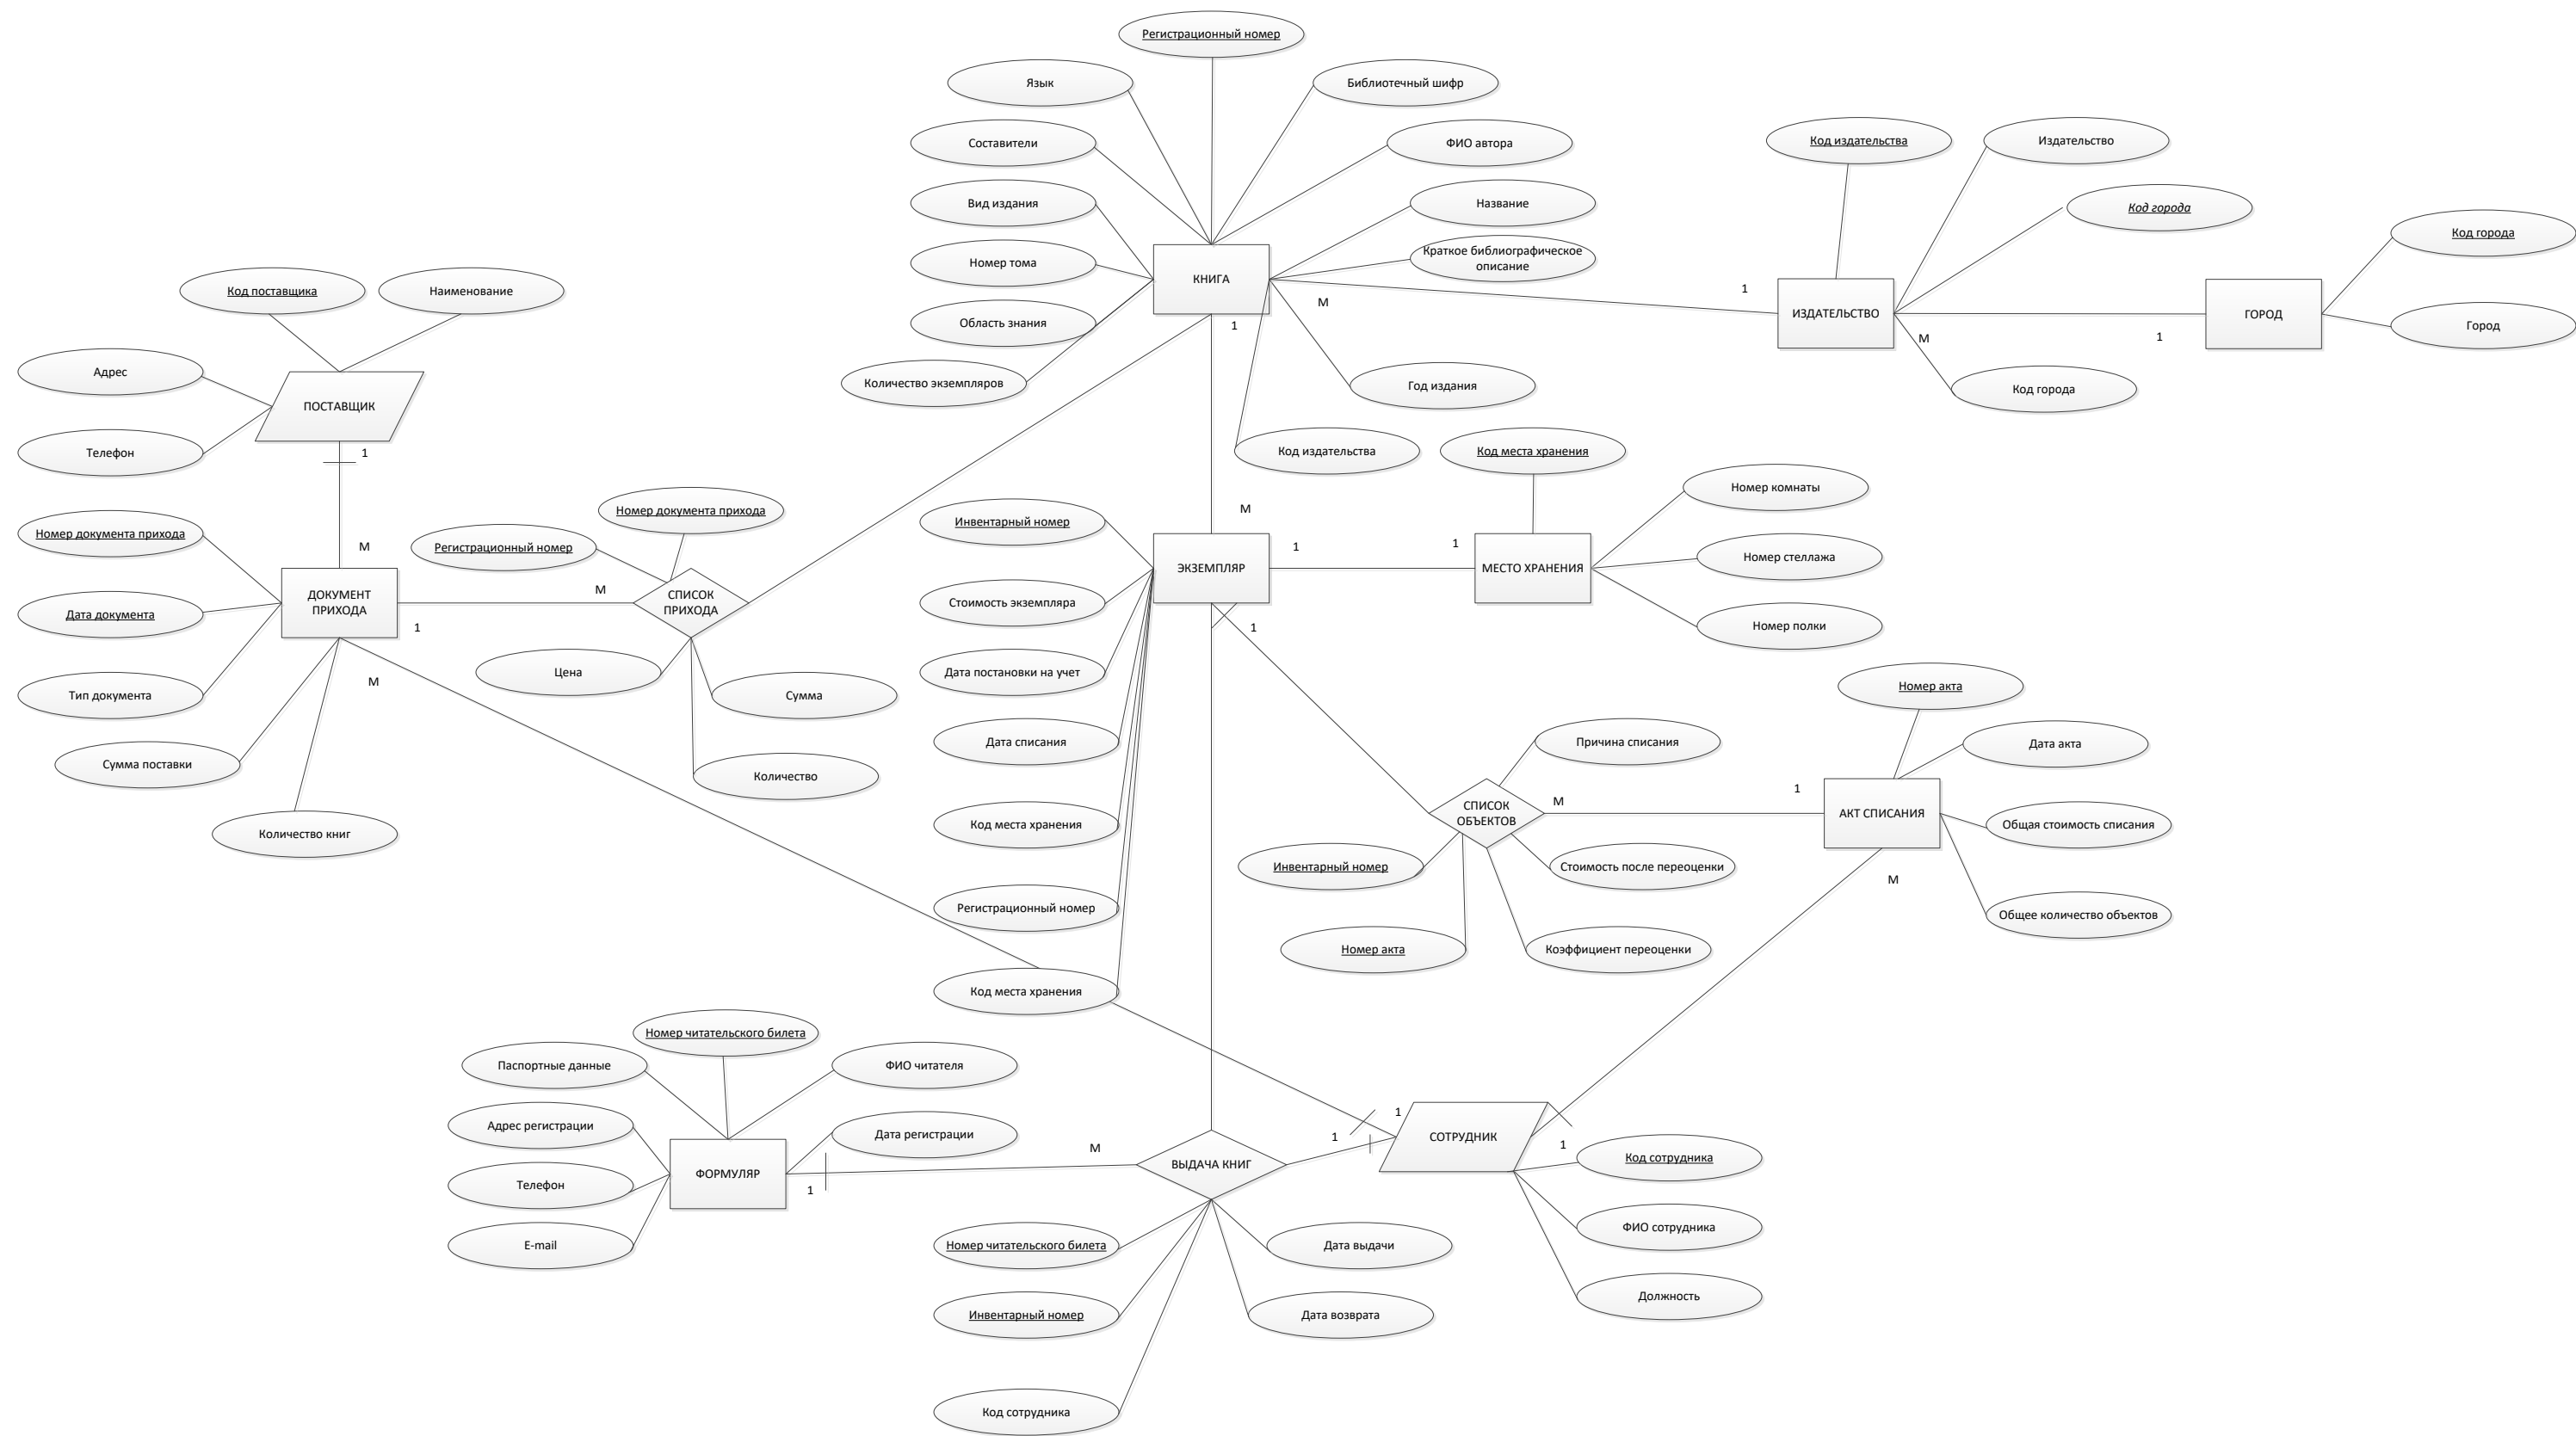 Регистрационный номер
Язык
Библиотечный шифр
Составители
ФИО автора
Вид издания
Название
Номер тома
Краткое библиографическое
описание
КНИГА
Область знания
Количество экземпляров
Год издания
Код издательства
М
1
1
Код издательства
Издательство
Код города
ИЗДАТЕЛЬСТВО
М
1
Код города
ГОРОД
Код города
Город
Код поставщика
Наименование
Адрес
ПОСТАВЩИК
Телефон
1
М
Номер документа прихода
Дата документа
Тип документа
ДОКУМЕНТ
ПРИХОДА
1
М
М
Сумма поставки
Количество книг
Номер документа прихода
Регистрационный номер
СПИСОК
ПРИХОДА
Цена
Сумма
Количество
М
Инвентарный номер
Стоимость экземпляра
ЭКЗЕМПЛЯР
1
1
1
Дата постановки на учет
Дата списания
Код места хранения
Регистрационный номер
Код места хранения
Код места хранения
Номер комнаты
Номер стеллажа
МЕСТО ХРАНЕНИЯ
Номер полки
Номер акта
Дата акта
АКТ СПИСАНИЯ
Общая стоимость списания
Общее количество объектов
1
М
М
Причина списания
СПИСОК
ОБЪЕКТОВ
Инвентарный номер
Стоимость после переоценки
Номер акта
Коэффициент переоценки
Номер читательского билета
Паспортные данные
ФИО читателя
Адрес регистрации
Дата регистрации
ФОРМУЛЯР
Телефон
E-mail
1
М
ВЫДАЧА КНИГ
1
1
СОТРУДНИК
1
Код сотрудника
ФИО сотрудника
Должность
Номер читательского билета
Дата выдачи
Инвентарный номер
Дата возврата
Код сотрудника